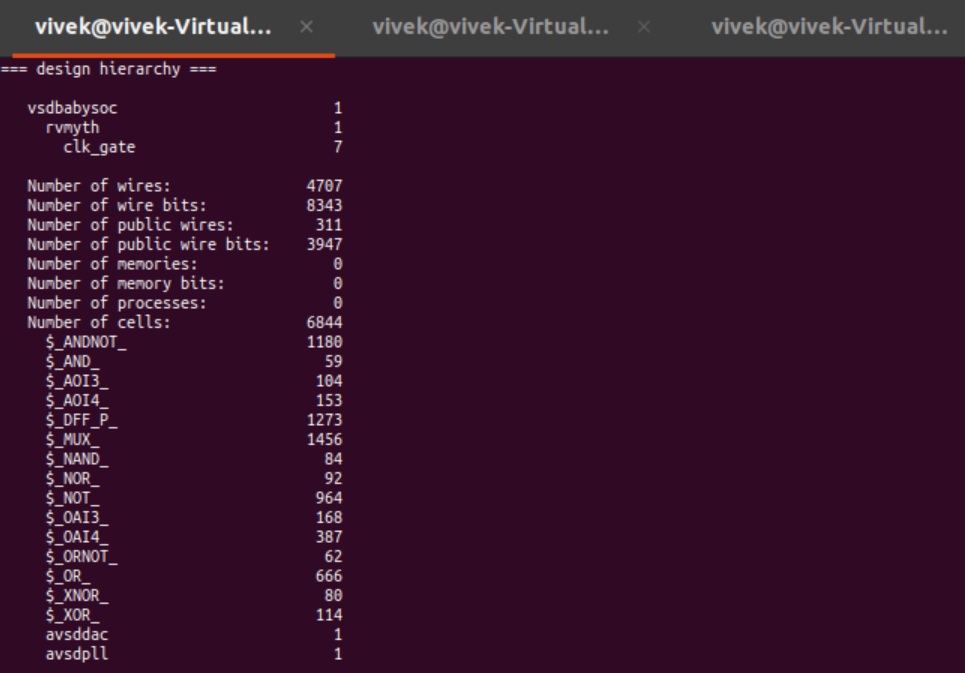 vivek@vivek-Virtual... × vivek@vivek-Virtual... × vivek@vivek-Virtual...
=== design hierarchy ===
vsdbabysoc 1
rvmyth 1
clk_gate 7
Number of wires: 4707
Number of wire bits: 8343
Number of public wires: 311
Number of public wire bits: 3947
Number of memories: 0
Number of memory bits: 0
Number of processes: 0
Number of cells: 6844
$_ANDNOT_ 1180
$_AND_ 59
$_AOI3_ 104
$_AOI4_ 153
$_DFF_P_ 1273
$_MUX_ 1456
$_NAND_ 84
$_NOR_ 92
$_NOT_ 964
$_OAI3_ 168
$_OAI4_ 387
$_ORNOT_ 62
$_OR_ 666
$_XNOR_ 80
$_XOR_ 114
avsddac 1
avsdpll 1